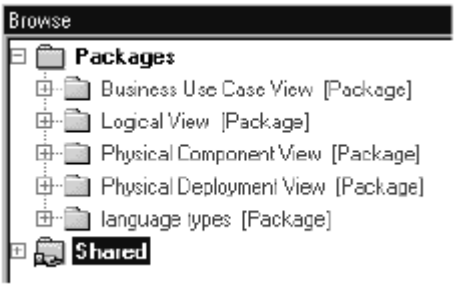 Browse
Packages
Business Use Case View [Package]
Logical View [Package]
Physical Component View [Package]
Physical Deployment View [Package]
language types [Package]
Shared